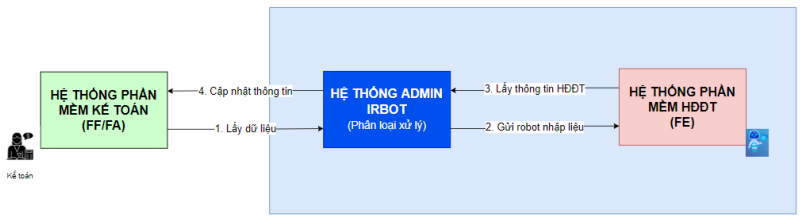 HỆ THỐNG PHẦN
MỀM KẾ TOÁN
(FF/FA)
Kế toán
4. Cập nhật thông tin
1. Lấy dữ liệu
HỆ THỐNG ADMIN
IRBOT
(Phân loại xử lý)
3. Lấy thông tin HĐĐT
2. Gửi robot nhập liệu
HỆ THỐNG PHẦN
MỀM HĐĐT
(FE)